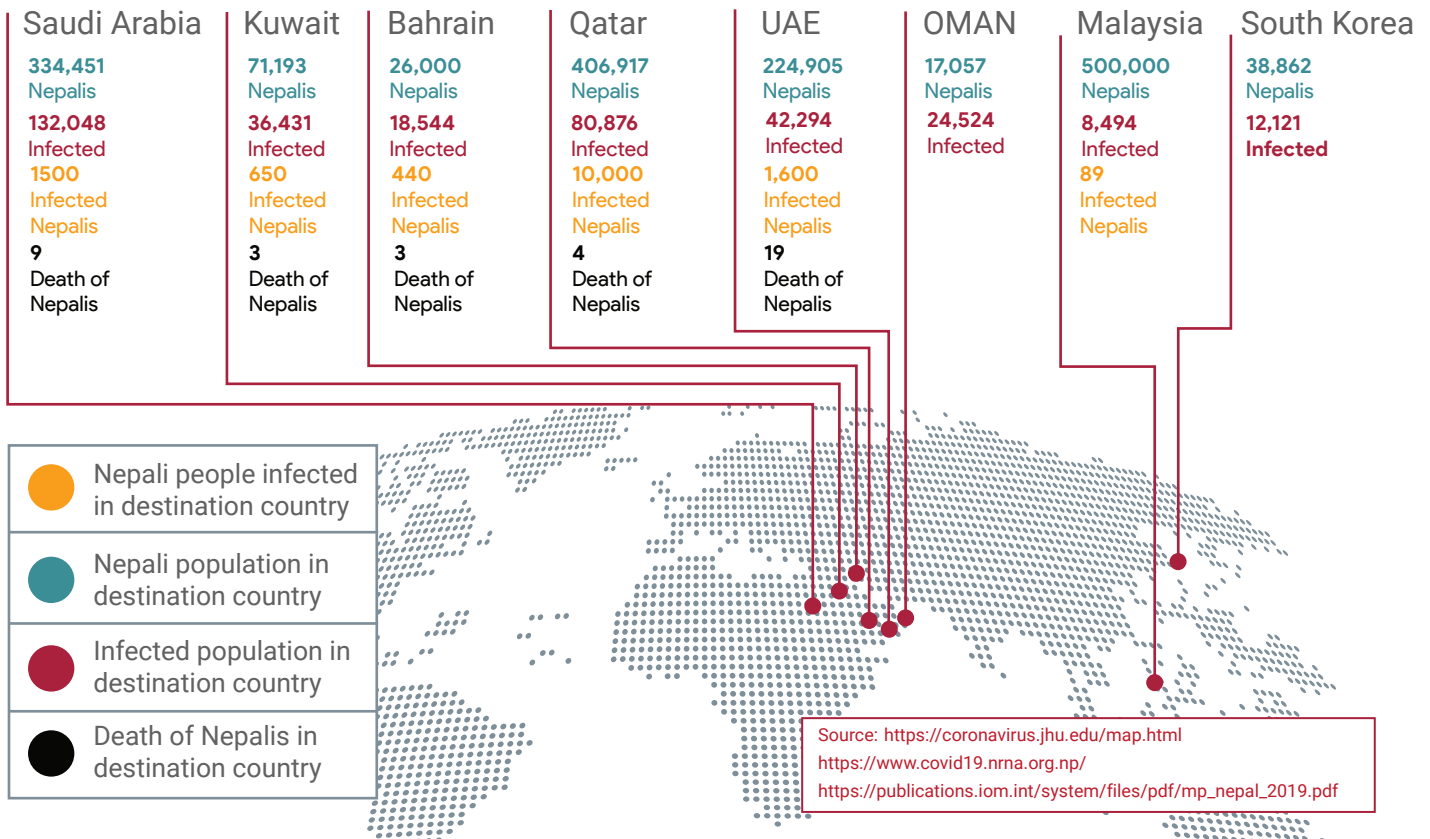 Saudi Arabia
334,451
Nepalis
132,048
Infected
1500
Infected
Nepalis
9
Death of
Nepalis
Kuwait
71,193
Nepalis
36,431
Infected
650
Infected
Nepalis
3
Death of
Nepalis
Bahrain
26,000
Nepalis
18,544
Infected
440
Infected
Nepalis
3
Death of
Nepalis
Qatar
406,917
Nepalis
80,876
Infected
10,000
Infected
Nepalis
4
Death of
Nepalis
UAE
224,905
Nepalis
42,294
Infected
1,600
Infected
Nepalis
19
Death of
Nepalis
OMAN
17,057
Nepalis
24,524
Infected
Malaysia
500,000
Nepalis
8,494
Infected
89
Infected
Nepalis
South Korea
38,862
Nepalis
12,121
Infected
Nepali people infected
in destination country
Nepali population in
destination country
Infected population in
destination country
Death of Nepalis in
destination country
Source: https://coronavirus.jhu.edu/map.html
https://www.covid19.nrna.org.np/
https://publications.iom.int/system/files/pdf/mp_nepal_2019.pdf